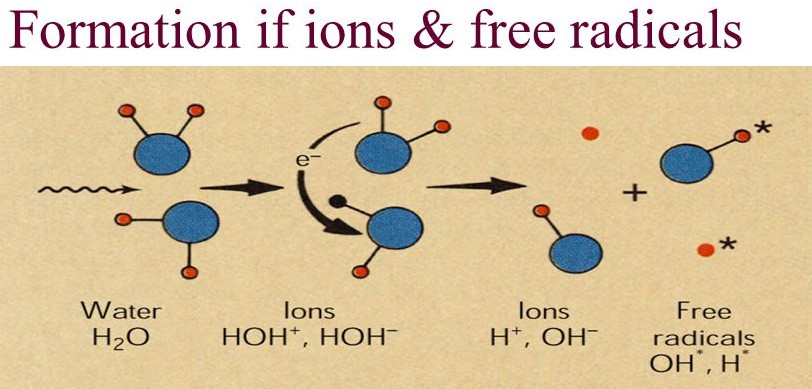 Formation if ions & free radicals
e⁻
*
*
+
Water
H₂O
Ions
HOH⁺, HOH⁻
Ions
H⁺, OH⁻
Free
radicals
OH*, H*